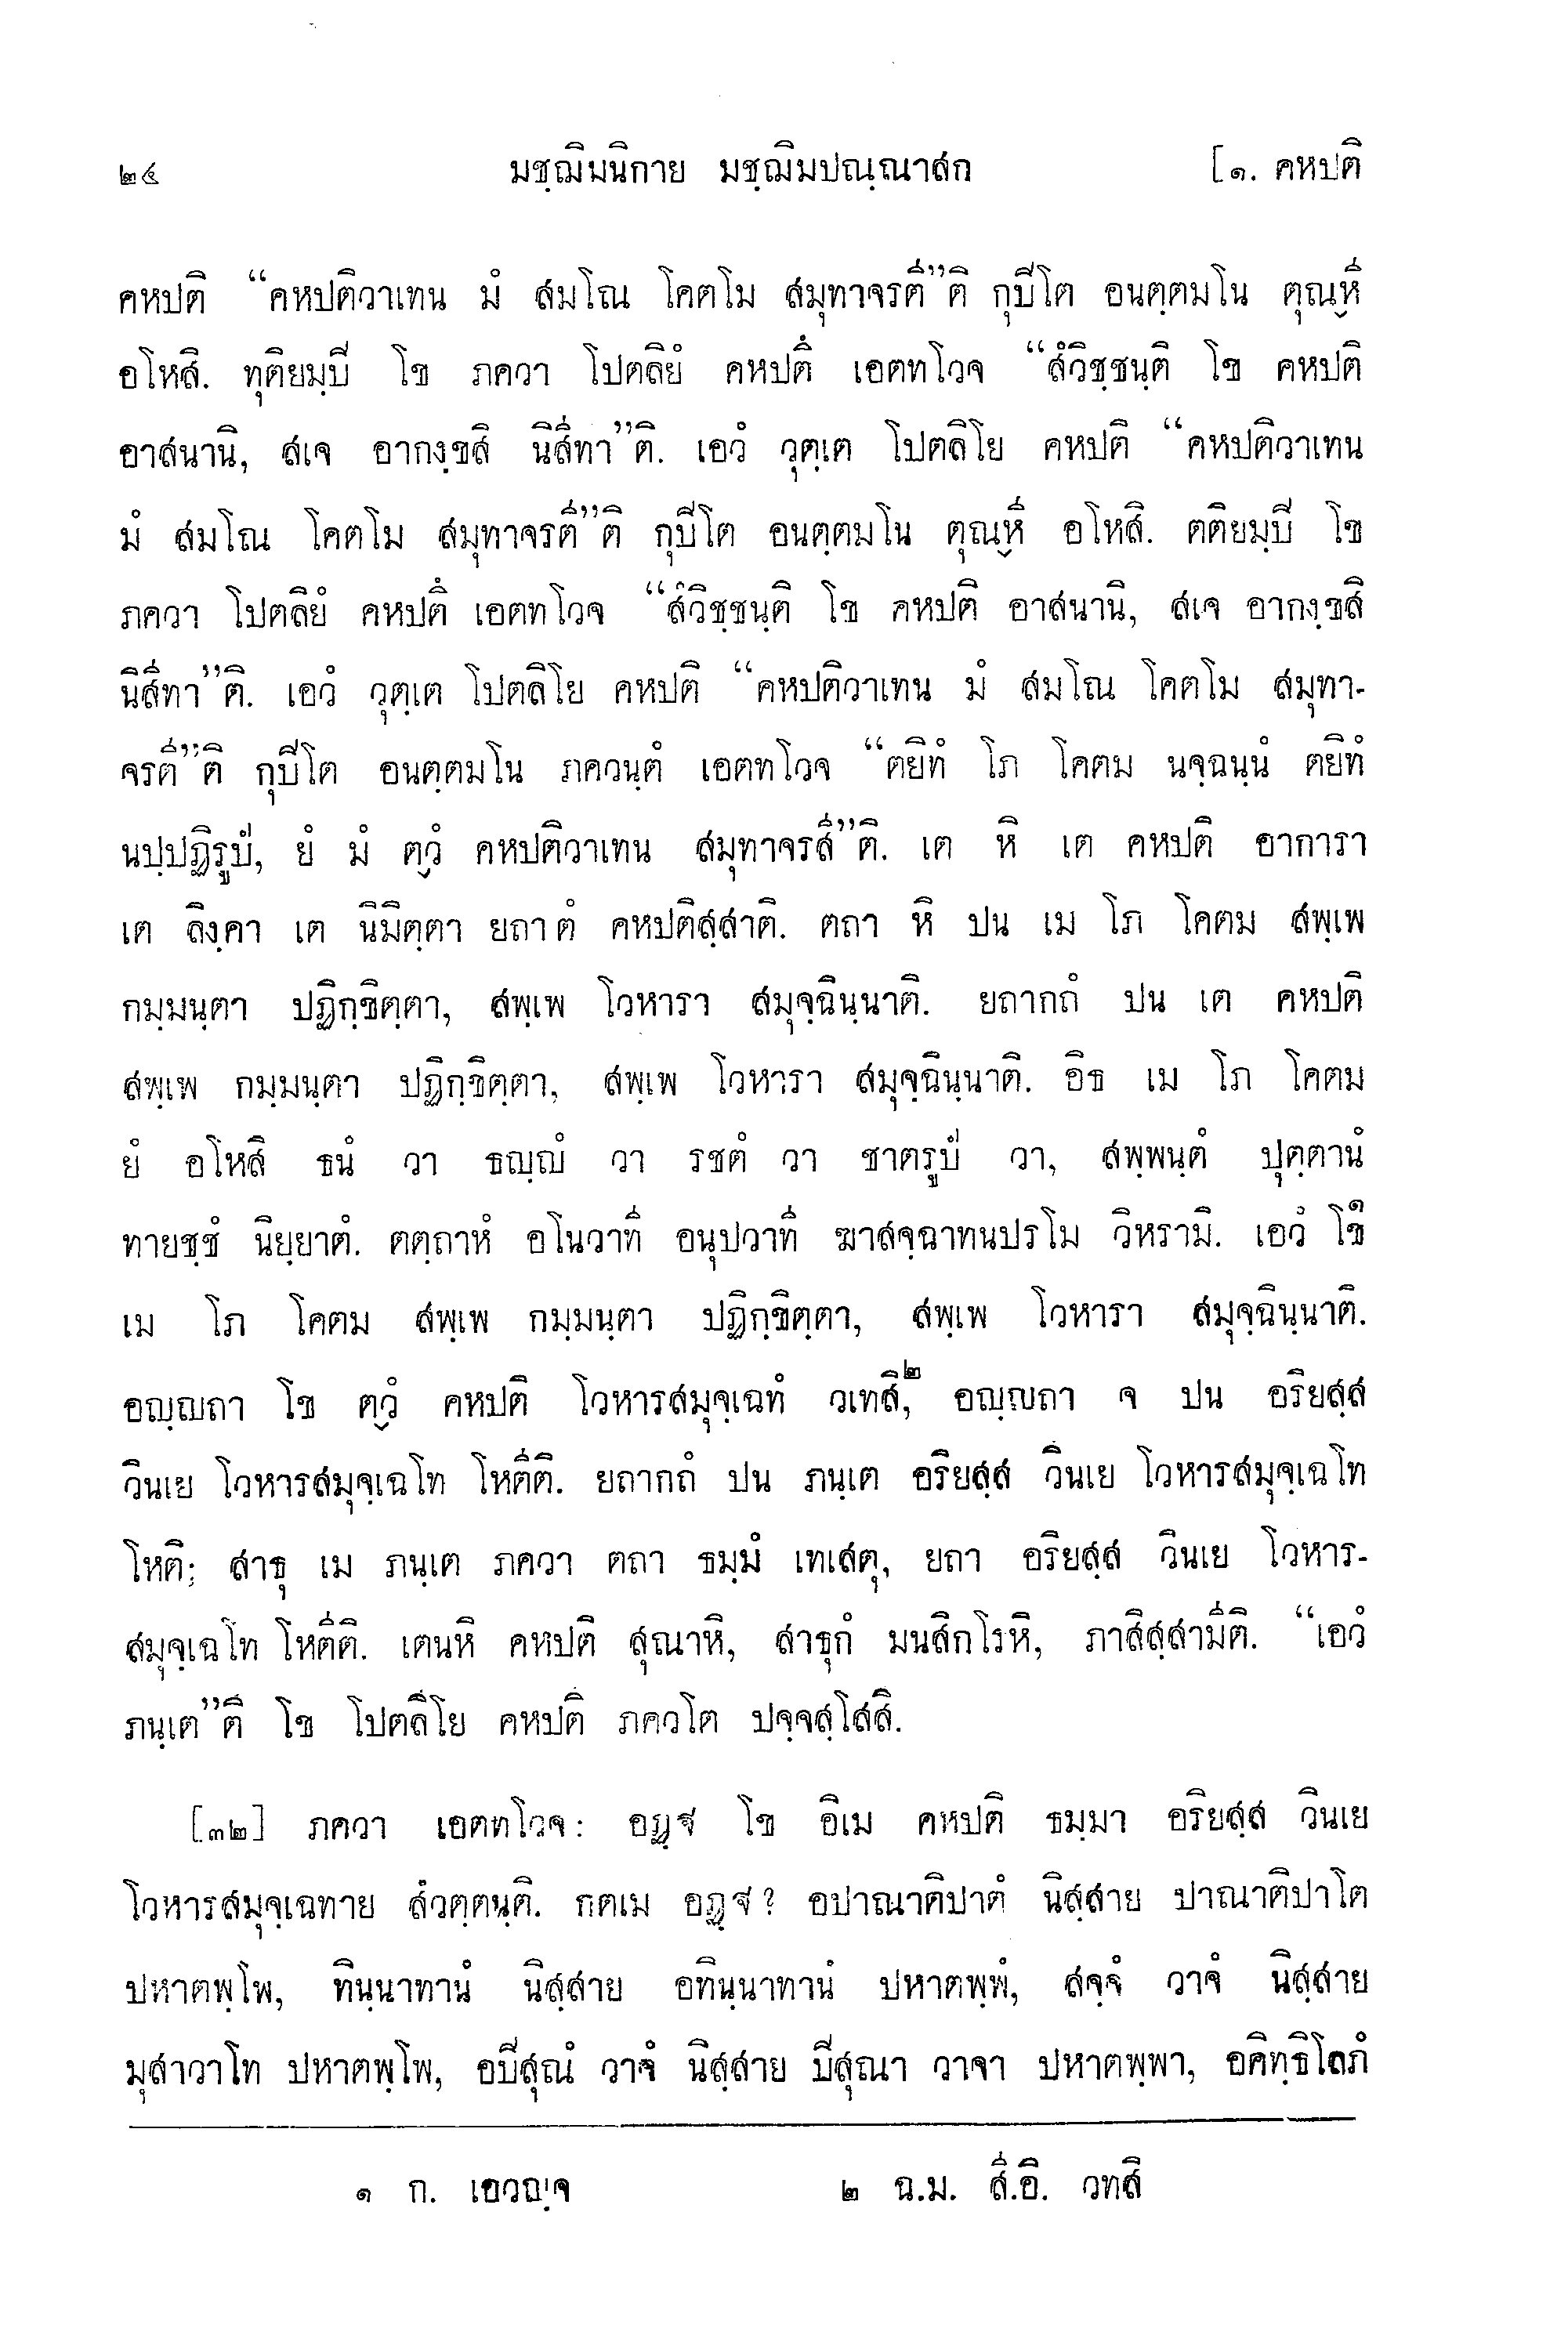 ๒๔ มชฺฌิมนิกาย มชฺฌิมปณฺณาสก [๑. คหปติ
คหปติ “คหปติวาเทน มํ สมโณ โคตโม สมุทาจรตี”ติ กุปิโต อนตฺตมโน ตุณฺหี
อโหสิ. ทุติยมฺปิ โข ภควา โปตลิยํ คหปตึ เอตทโวจ “สํวิชฺชนฺติ โข คหปติ
อาสนานิ, สเจ อากงฺขสิ นิสีทา”ติ. เอวํ วุตฺเต โปตลิโย คหปติ “คหปติวาเทน
มํ สมโณ โคตโม สมุทาจรตี”ติ กุปิโต อนตฺตมโน ตุณฺหี อโหสิ. ตติยมฺปิ โข
ภควา โปตลิยํ คหปตึ เอตทโวจ “สํวิชฺชนฺติ โข คหปติ อาสนานิ, สเจ อากงฺขสิ
นิสีทา”ติ. เอวํ วุตฺเต โปตลิโย คหปติ “คหปติวาเทน มํ สมโณ โคตโม สมุทา-
จรตี”ติ กุปิโต อนตฺตมโน ภควนฺตํ เอตทโวจ “ตยิทํ โภ โคตม นจฺฉนฺนํ ตยิทํ
นปฺปฏิรูปํ, ยํ มํ ตฺวํ คหปติวาเทน สมุทาจรสี”ติ. เต หิ เต คหปติ อาการา
เต ลิงฺคา เต นิมิตฺตา ยถา ตํ คหปติสฺสาติ. ตถา หิ ปน เม โภ โคตม สพฺเพ
กมฺมนฺตา ปฏิกฺขิตฺตา, สพฺเพ โวหารา สมุจฺฉินฺนาติ. ยถากถํ ปน เต คหปติ
สพฺเพ กมฺมนฺตา ปฏิกฺขิตฺตา, สพฺเพ โวหารา สมุจฺฉินฺนาติ. อิธ เม โภ โคตม
ยํ อโหสิ ธนํ วา ธญฺญํ วา รชตํ วา ชาตรูปํ วา, สพฺพนฺตํ ปุตฺตานํ
ทายชฺชํ นิยฺยาตํ. ตตฺถาหํ อโนวาที อนุปวาที ฆาสจฺฉาทนปรโม วิหรามิ. เอวํ โข๑
เม โภ โคตม สพฺเพ กมฺมนฺตา ปฏิกฺขิตฺตา, สพฺเพ โวหารา สมุจฺฉินฺนาติ.
อญฺญถา โข ตฺวํ คหปติ โวหารสมุจฺเฉทํ วเทสิ,๒ อญฺญถา จ ปน อริยสฺส
วินเย โวหารสมุจฺเฉโท โหตีติ. ยถากถํ ปน ภนฺเต อริยสฺส วินเย โวหารสมุจฺเฉโท
โหติ; สาธุ เม ภนฺเต ภควา ตถา ธมฺมํ เทเสตุ, ยถา อริยสฺส วินเย โวหาร-
สมุจฺเฉโท โหตีติ. เตนหิ คหปติ สุณาหิ, สาธุกํ มนสิกโรหิ, ภาสิสฺสามีติ. “เอวํ
ภนฺเต”ติ โข โปตลิโย คหปติ ภควโต ปจฺจสฺโสสิ.
[๓๒] ภควา เอตทโวจ: อฏฺฐ โข อิเม คหปติ ธมฺมา อริยสฺส วินเย
โวหารสมุจฺเฉทาย สํวตฺตนฺติ. กตเม อฏฺฐ? อปาณาติปาตํ นิสฺสาย ปาณาติปาโต
ปหาตพฺโพ, ทินฺนาทานํ นิสฺสาย อทินฺนาทานํ ปหาตพฺพํ, สจฺจํ วาจํ นิสฺสาย
มุสาวาโท ปหาตพฺโพ, อปิสุณํ วาจํ นิสฺสาย ปิสุณา วาจา ปหาตพฺพา, อคิทฺธิโลภํ
๑ ก. เอวญฺจ ๒ ฉ.ม. สี.อิ. วทสิ